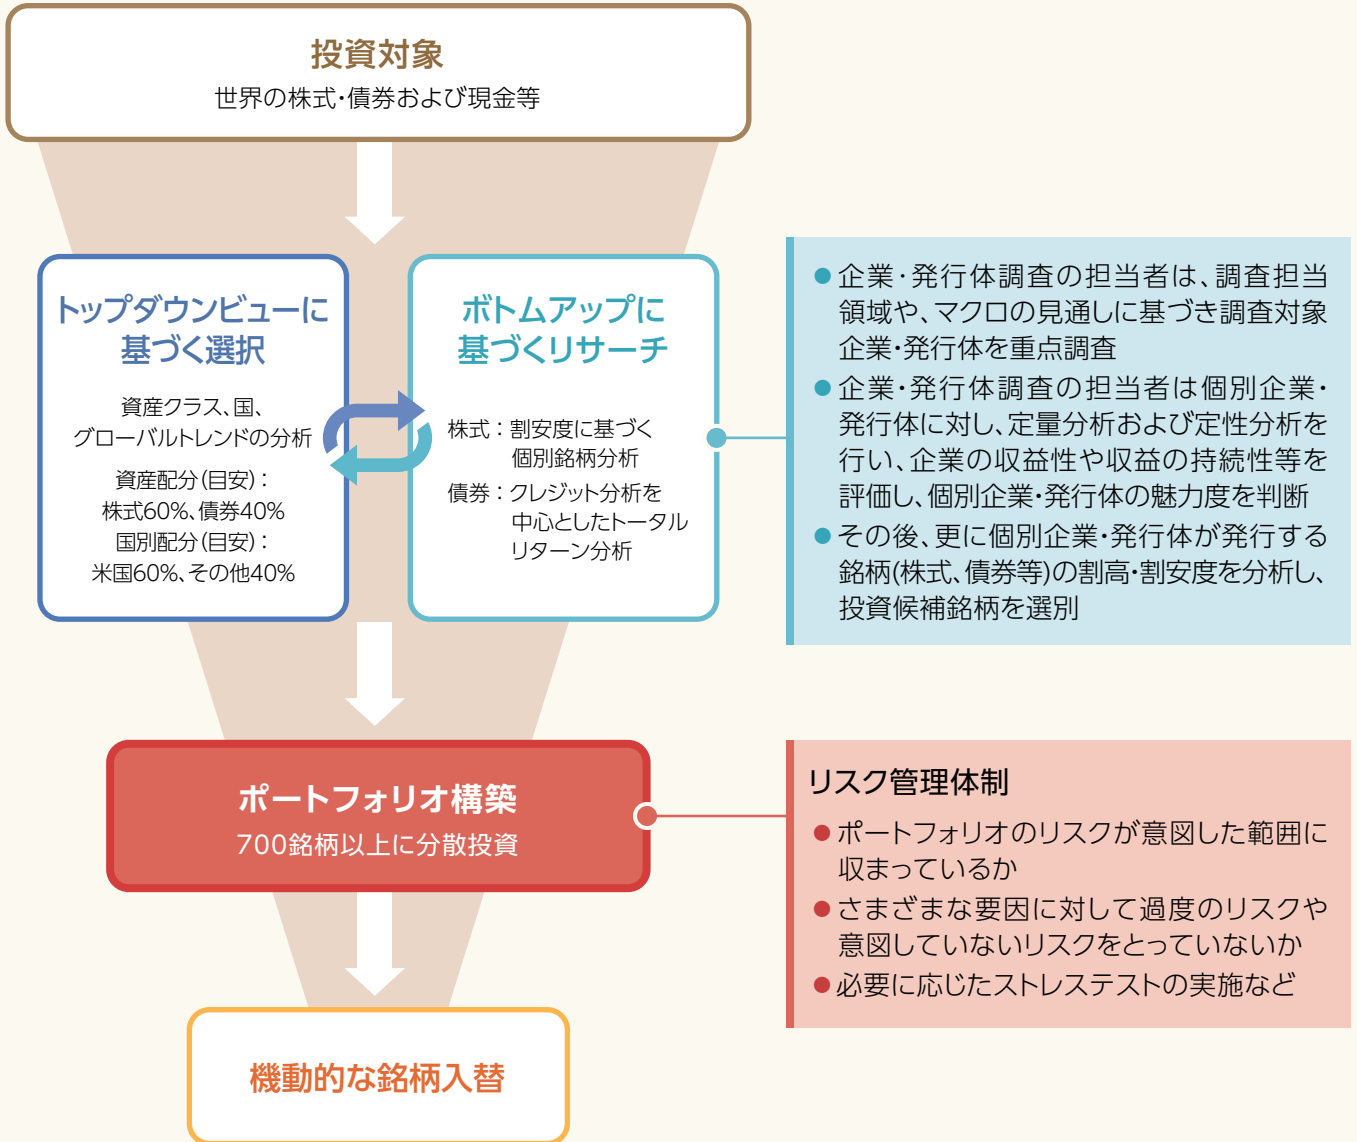 投資対象
世界の株式・債券および現金等
トップダウンビューに
基づく選択
資産クラス、国、
グローバルトレンドの分析
資産配分(目安)：
株式60%、債券40%
国別配分(目安)：
米国60%、その他40%
ボトムアップに
基づくリサーチ
株式：割安度に基づく
個別銘柄分析
債券：クレジット分析を
中心としたトータル
リターン分析
●企業・発行体調査の担当者は、調査担当
領域や、マクロの見通しに基づき調査対象
企業・発行体を重点調査
●企業・発行体調査の担当者は個別企業・
発行体に対し、定量分析および定性分析を
行い、企業の収益性や収益の持続性等を
評価し、個別企業・発行体の魅力度を判断
●その後、更に個別企業・発行体が発行する
銘柄(株式、債券等)の割高・割安度を分析し、
投資候補銘柄を選別
ポートフォリオ構築
700銘柄以上に分散投資
リスク管理体制
●ポートフォリオのリスクが意図した範囲に
収まっているか
●さまざまな要因に対して過度のリスクや
意図していないリスクをとっていないか
●必要に応じたストレステストの実施など
機動的な銘柄入替